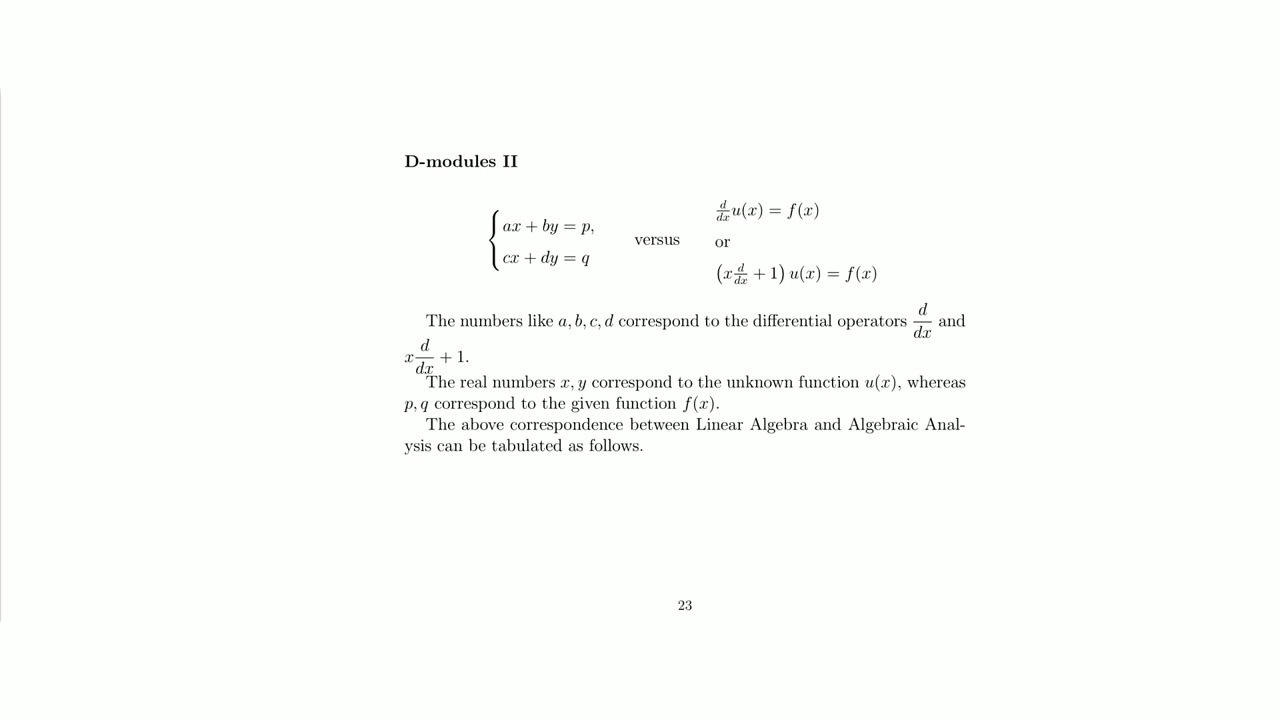 D-modules II
{ ax + by = p,
cx + dy = q
versus
d/dx u(x) = f(x)
or
(x d/dx + 1) u(x) = f(x)
The numbers like a, b, c, d correspond to the differential operators d/dx and
x d/dx + 1.
The real numbers x, y correspond to the unknown function u(x), whereas
p, q correspond to the given function f(x).
The above correspondence between Linear Algebra and Algebraic Anal-
ysis can be tabulated as follows.
23